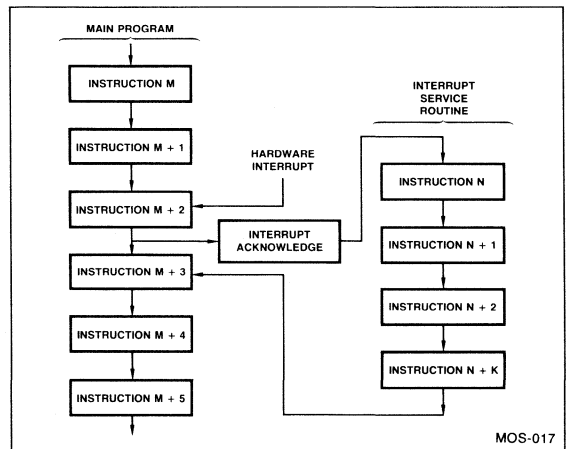 MAIN PROGRAM
INSTRUCTION M
INSTRUCTION M + 1
INSTRUCTION M + 2
INSTRUCTION M + 3
INSTRUCTION M + 4
INSTRUCTION M + 5
HARDWARE
INTERRUPT
INTERRUPT
ACKNOWLEDGE
INTERRUPT
SERVICE
ROUTINE
INSTRUCTION N
INSTRUCTION N + 1
INSTRUCTION N + 2
INSTRUCTION N + K
MOS-017